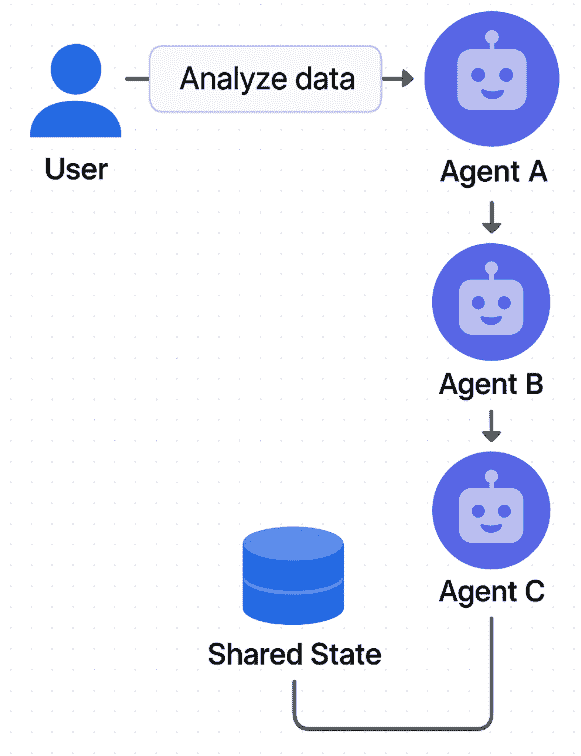 Analyze data
User
Agent A
Agent B
Agent C
Shared State